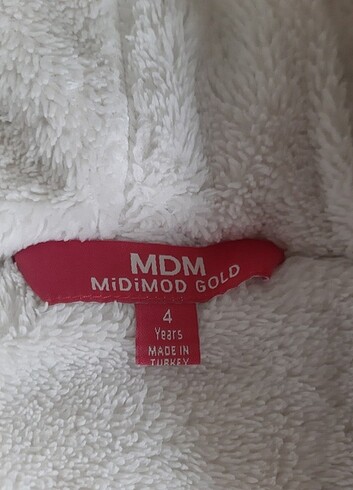 MDM
MiDiMOD GOLD
4
Years
MADE IN
TURKEY